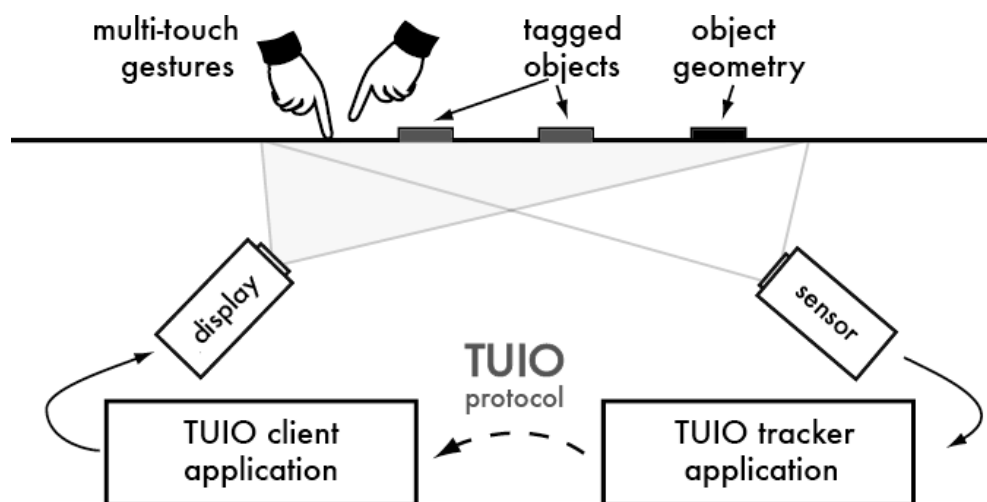 multi-touch
gestures
tagged
objects
object
geometry
display
sensor
TUIO
protocol
TUIO client
application
TUIO tracker
application